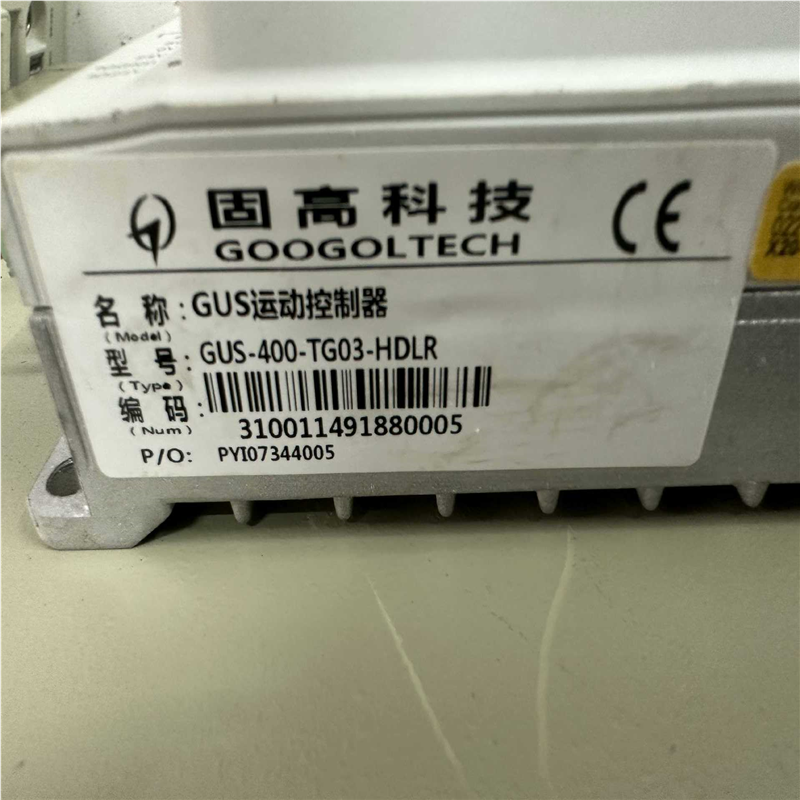 固高科技
GOOGOLTECH
CE
名 称：GUS运动控制器
(Model)
型 号：GUS-400-TG03-HDLR
(Type)
编 码：
(Num) 310011491880005
P/O: PYI07344005